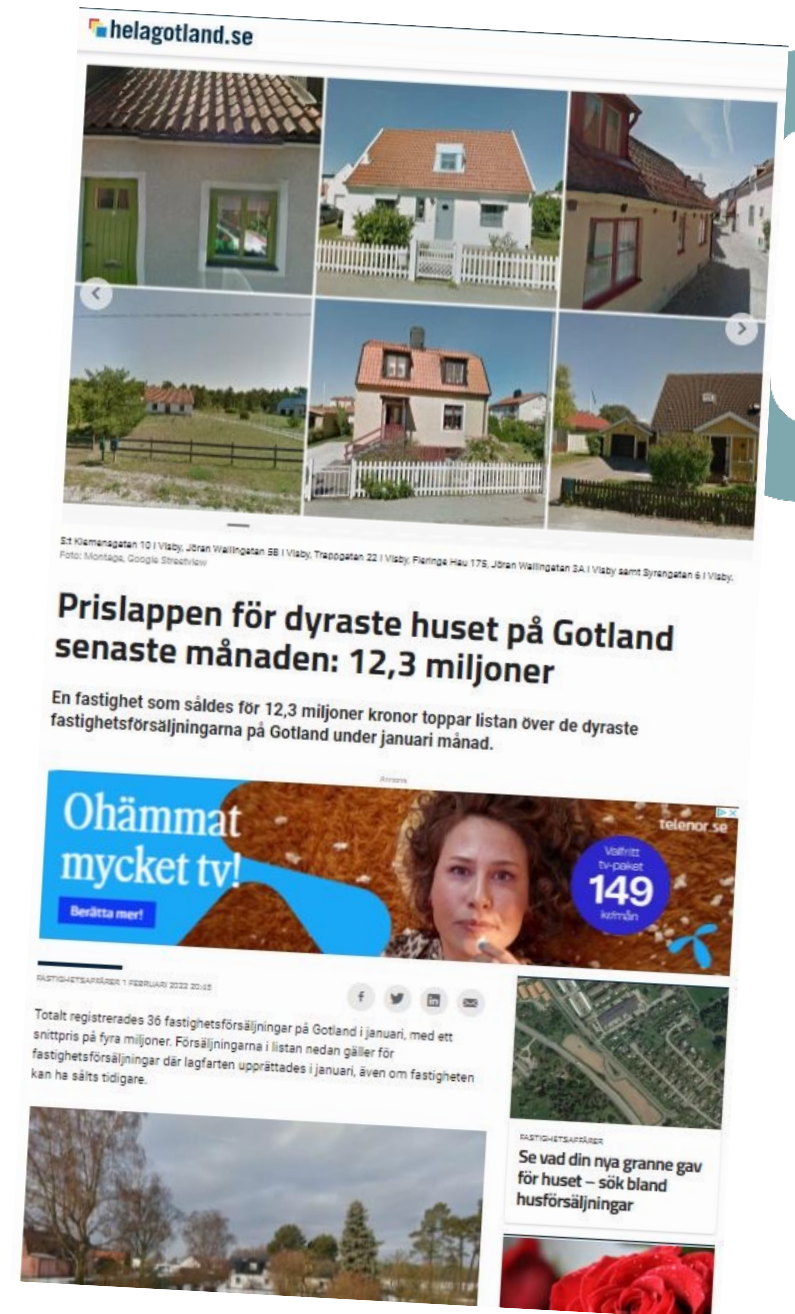 helagotland.se
S:t Klemensgatan 10 i Visby, Jöran Wallingatan 5B i Visby, Trappgatan 22 i Visby, Fleringe Hau 175, Jöran Wallingatan 3A i Visby samt Syrengatan 6 i Visby.
Foto: Montage, Google Streetview
Prislappen för dyraste huset på Gotland
senaste månaden: 12,3 miljoner
En fastighet som såldes för 12,3 miljoner kronor toppar listan över de dyraste
fastighetsförsäljningarna på Gotland under januari månad.
Annons
Ohämmat
mycket tv!
Berätta mer!
telenor.se
Valfritt
tv-paket
149
kr/mån
FASTIGHETSAFFÄRER 1 FEBRUARI 2022 20:45
Totalt registrerades 36 fastighetsförsäljningar på Gotland i januari, med ett
snittpris på fyra miljoner. Försäljningarna i listan nedan gäller för
fastighetsförsäljningar där lagfarten upprättades i januari, även om fastigheten
kan ha sålts tidigare.
FASTIGHETSAFFÄRER
Se vad din nya granne gav
för huset – sök bland
husförsäljningar